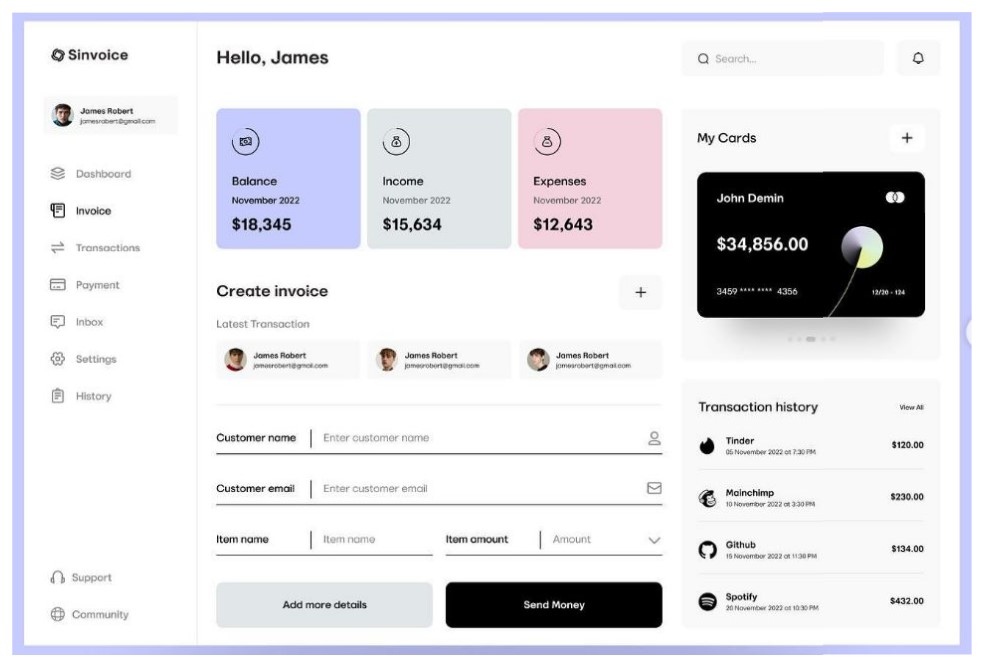 Sinvoice
James Robert
jamesrobert@gmail.com
Dashboard
Invoice
Transactions
Payment
Inbox
Settings
History
Support
Community
Hello, James
Search...
Balance
November 2022
$18,345
Income
November 2022
$15,634
Expenses
November 2022
$12,643
Create invoice
Latest Transaction
James Robert
jamesrobert@gmail.com
James Robert
jamesrobert@gmail.com
James Robert
jamesrobert@gmail.com
Customer name
Enter customer name
Customer email
Enter customer email
Item name
Item name
Item amount
Amount
Add more details
Send Money
My Cards
John Demin
$34,856.00
3459 **** **** 4356
12/20 - 124
Transaction history
View All
Tinder
$120.00
05 November 2022 at 7:30 PM
Mainchimp
$230.00
10 November 2022 at 3:30 PM
Github
$134.00
15 November 2022 at 11:30 PM
Spotify
$432.00
20 November 2022 at 10:30 PM